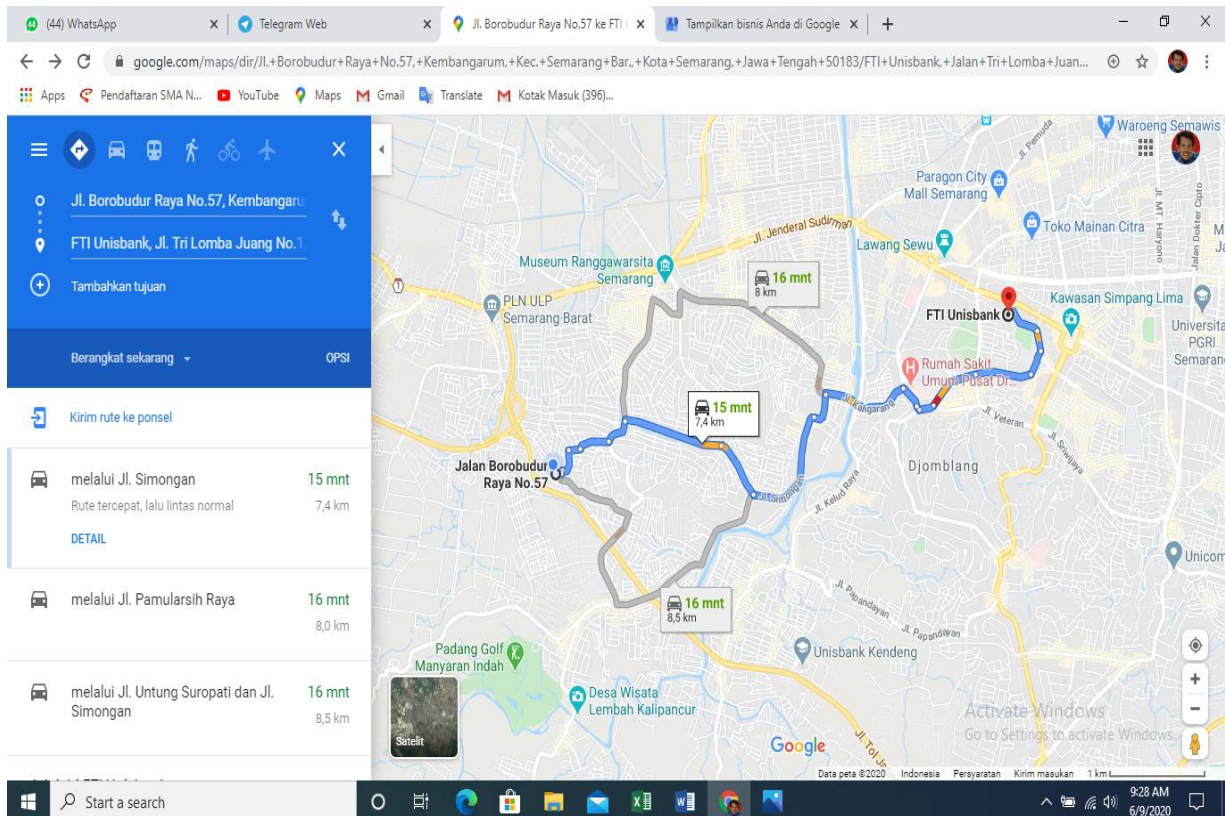 (44) WhatsApp
Telegram Web
Jl. Borobudur Raya No.57 ke FTI
Tampilkan bisnis Anda di Google
google.com/maps/dir/Jl.+Borobudur+Raya+No.57,+Kembangarum,+Kec.+Semarang+Bar.,+Kota+Semarang,+Jawa+Tengah+50183/FTI+Unisbank,+Jalan+Tri+Lomba+Juan...
Apps Pendaftaran SMA N... YouTube Maps Gmail Translate Kotak Masuk (396)...
Jl. Borobudur Raya No.57, Kembangaru
FTI Unisbank, Jl. Tri Lomba Juang No.1
Tambahkan tujuan
Berangkat sekarang
OPSI
Kirim rute ke ponsel
melalui Jl. Simongan 15 mnt
Rute tercepat, lalu lintas normal 7,4 km
DETAIL
melalui Jl. Pamularsih Raya 16 mnt
8,0 km
melalui Jl. Untung Suropati dan Jl. 16 mnt
Simongan
8,5 km
Jl. Pemuda
Waroeng Semawis
Paragon City
Mall Semarang
Jl. MT. Haryono
Jalan Dokter Cipto
Jl. Jenderal Sudirman
Toko Mainan Citra
Lawang Sewu
Museum Ranggawarsita
Semarang
16 mnt
8 km
PLN ULP
Semarang Barat
FTI Unisbank
Kawasan Simpang Lima
Universita
PGRI
Semaran
Rumah Sakit
Umum Pusat Dr...
15 mnt
7,4 km
Jl. Kaligarang
Jl. Veteran
Jl. Sriwijaya
Jalan Borobudur
Raya No.57
Djomblang
Jl. Simongan
Jl. Kelud Raya
Unicom
16 mnt
8,5 km
Jl. Papandayan
Jl. Papandayan
Padang Golf
Manyaran Indah
Unisbank Kendeng
Desa Wisata
Lembah Kalipancur
Satelit
Google
Jl. Tol
Activate Windows
Go to Settings to activate Windows.
Data peta ©2020 Indonesia Persyaratan Kirim masukan 1 km
Start a search
9:28 AM
6/9/2020